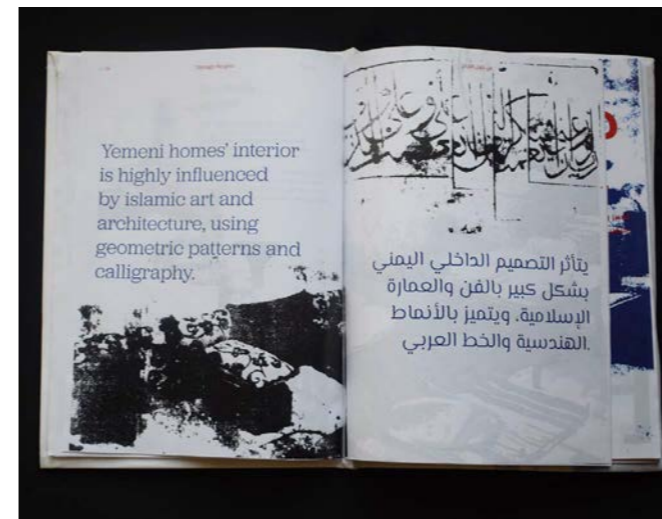 Yemeni homes' interior
is highly influenced
by islamic art and
architecture, using
geometric patterns and
calligraphy.
يتأثر التصميم الداخلي اليمني
بشكل كبير بالفن والعمارة
الإسلامية، ويتميز بالأنماط
الهندسية والخط العربي.